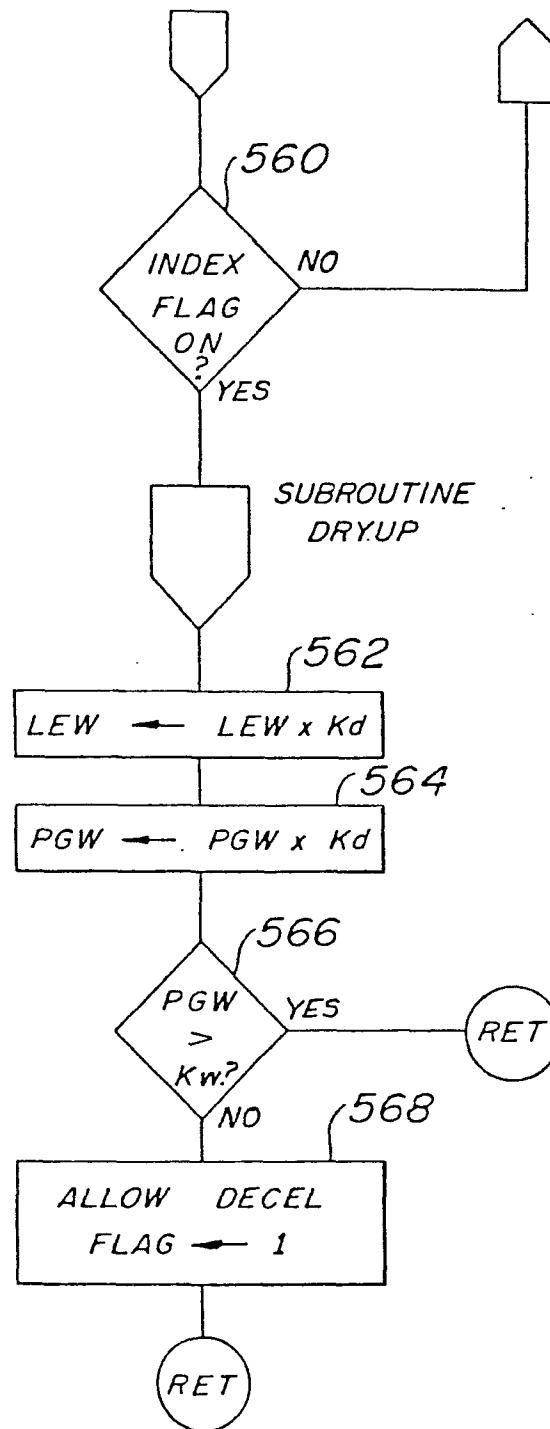 560
INDEX
FLAG
ON
?
NO
YES
SUBROUTINE
DRY.UP
562
LEW ← LEW x Kd
564
PGW ← PGW x Kd
566
PGW
>
Kw.?
YES
RET
NO
568
ALLOW DECEL
FLAG ← 1
RET